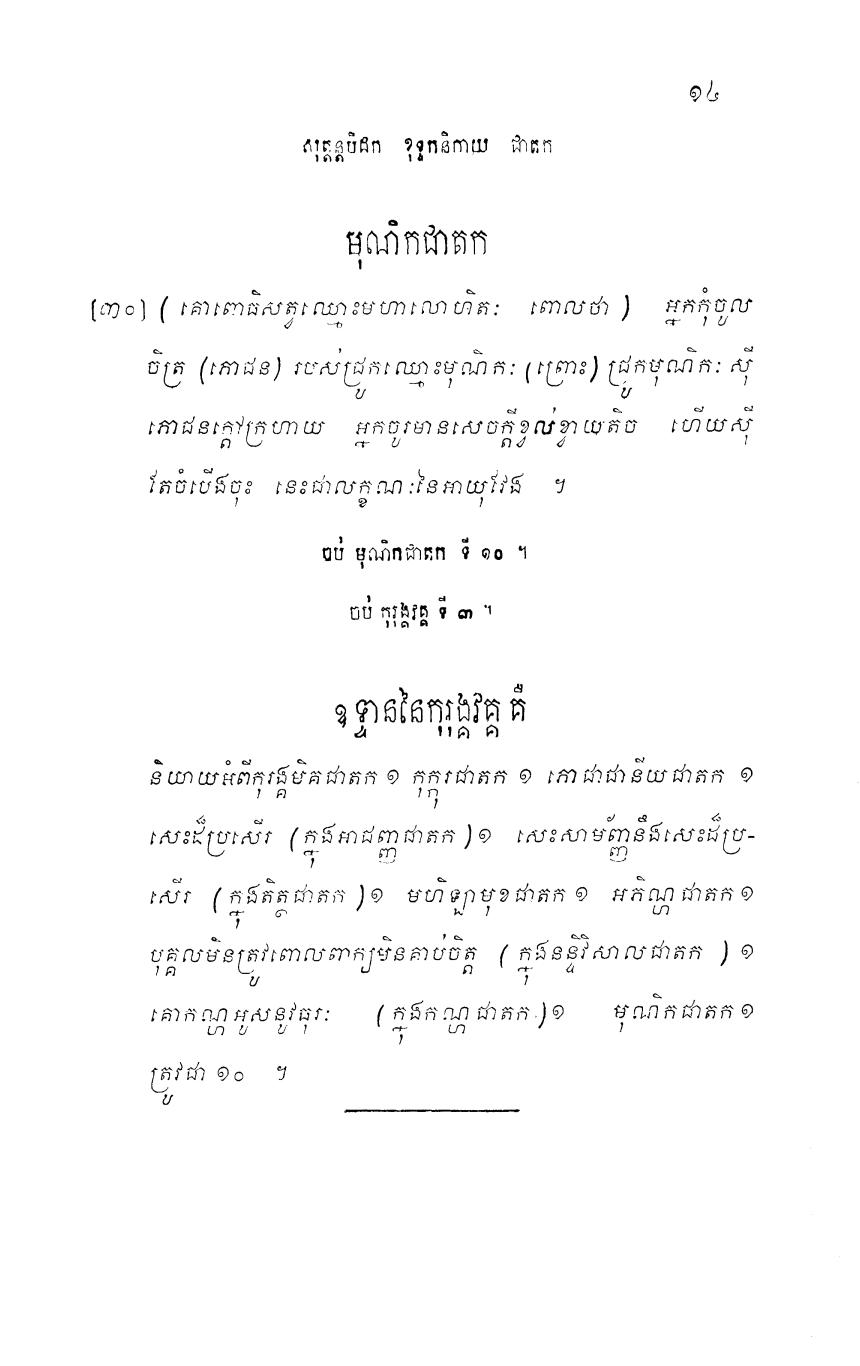 ១៤
សុត្តន្តបិដក ខុទ្ទកនិកាយ ជាតក
មុណិកជាតក
[៣០] ( គោពោធិសត្វឈ្មោះមហាលោហិតៈ ពោលថា ) អ្នកកុំចូល
ចិត្រ (ភោជន) របស់ជ្រូកឈ្មោះមុណិកៈ (ព្រោះ) ជ្រូកមុណិកៈ ស៊ី
ភោជនក្តៅក្រហាយ អ្នកចូរមានសេចក្តីខ្វល់ខ្វាយតិច ហើយស៊ី
តែចំបើងចុះ នេះជាលក្ខណៈនៃអាយុវែង ។
ចប់ មុណិកជាតក ទី ១០ ។
ចប់ កុរុង្គវគ្គ ទី ៣ ។
ឧទ្ទាននៃកុរុង្គវគ្គ គឺ
និយាយអំពីកុរុង្គមិគជាតក ១ កុក្កុរជាតក ១ ភោជាជានីយជាតក ១
សេះដ៏ប្រសើរ (ក្នុងអាជញ្ញជាតក ) ១ សេះសាមញ្ញនឹងសេះដ៏ប្រ-
សើរ (ក្នុងតិត្ថជាតក ) ១ មហិឡាមុខជាតក ១ អភិណ្ហជាតក ១
បុគ្គលមិនត្រូវពោលពាក្យមិនគាប់ចិត្ត (ក្នុងនន្ទិវិសាលជាតក ) ១
គោកណ្ហអូសនូវធុរៈ (ក្នុងកណ្ហជាតក ) ១ មុណិកជាតក ១
ត្រូវជា ១០ ។